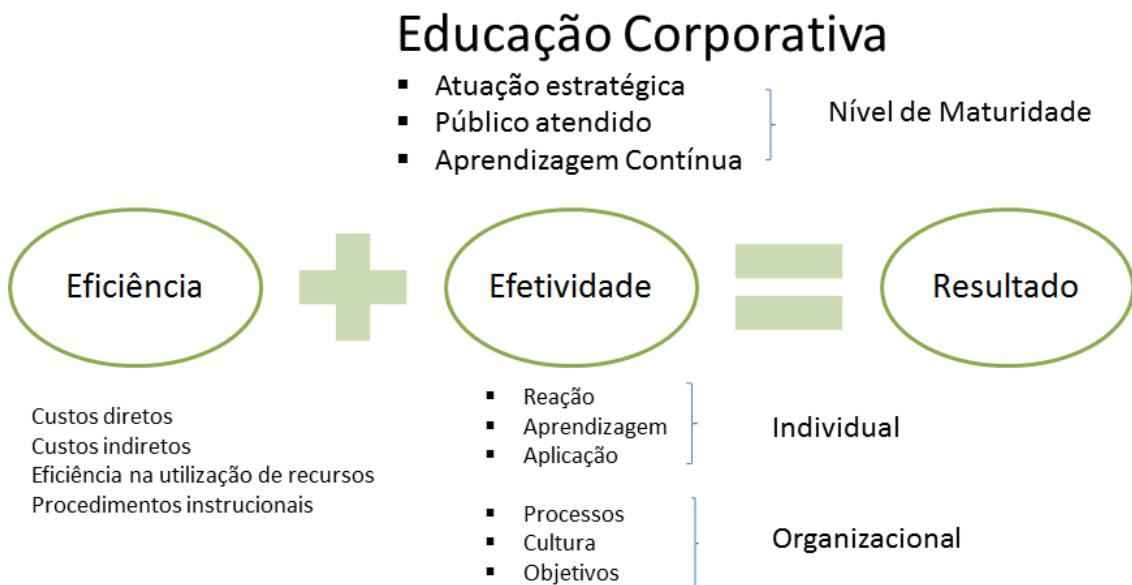 Educação Corporativa
▪ Atuação estratégica
▪ Público atendido
▪ Aprendizagem Contínua
Nível de Maturidade
Eficiência
Efetividade
Resultado
Custos diretos
Custos indiretos
Eficiência na utilização de recursos
Procedimentos instrucionais
▪ Reação
▪ Aprendizagem
▪ Aplicação
Individual
▪ Processos
▪ Cultura
▪ Objetivos
Organizacional